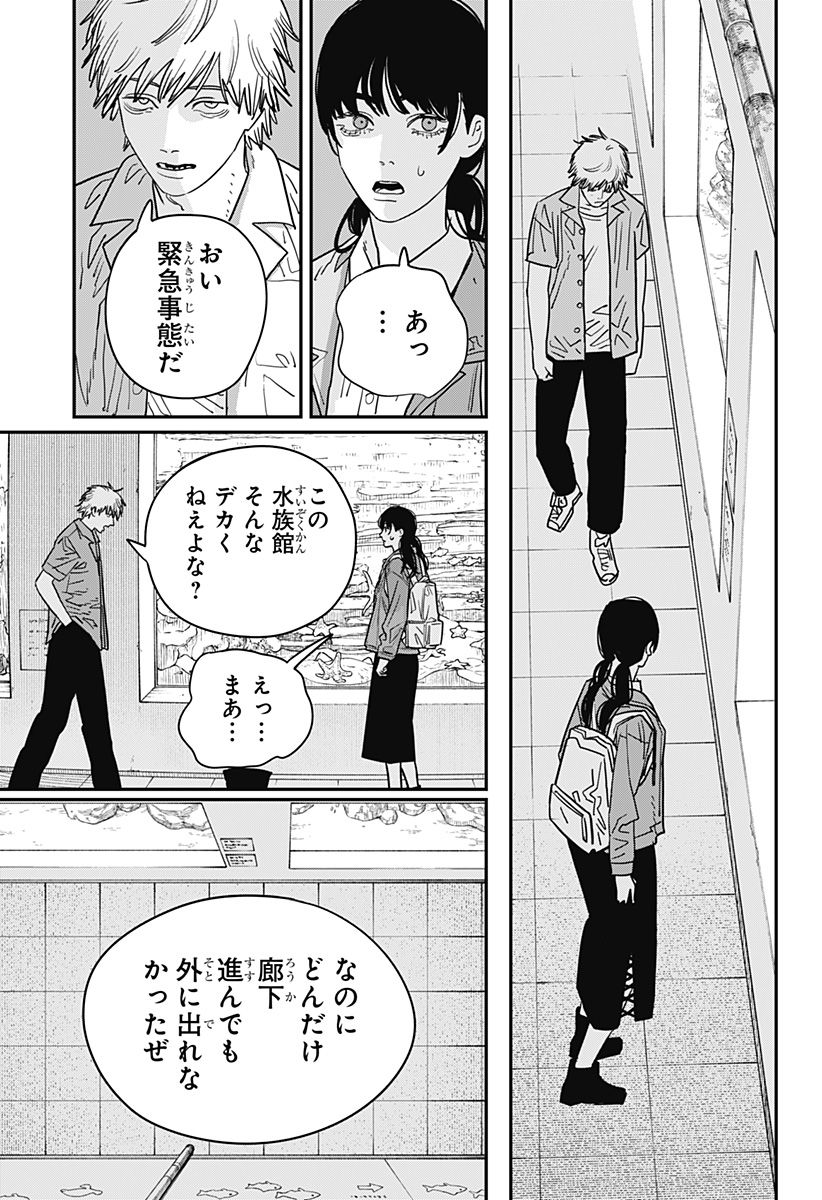 あっ
…
おい
緊急事態だ
この
水族館
そんな
デカく
ねえよな?
えっ…
まあ…
なのに
どんだけ
廊下
進んでも
外に出れな
かったぜ